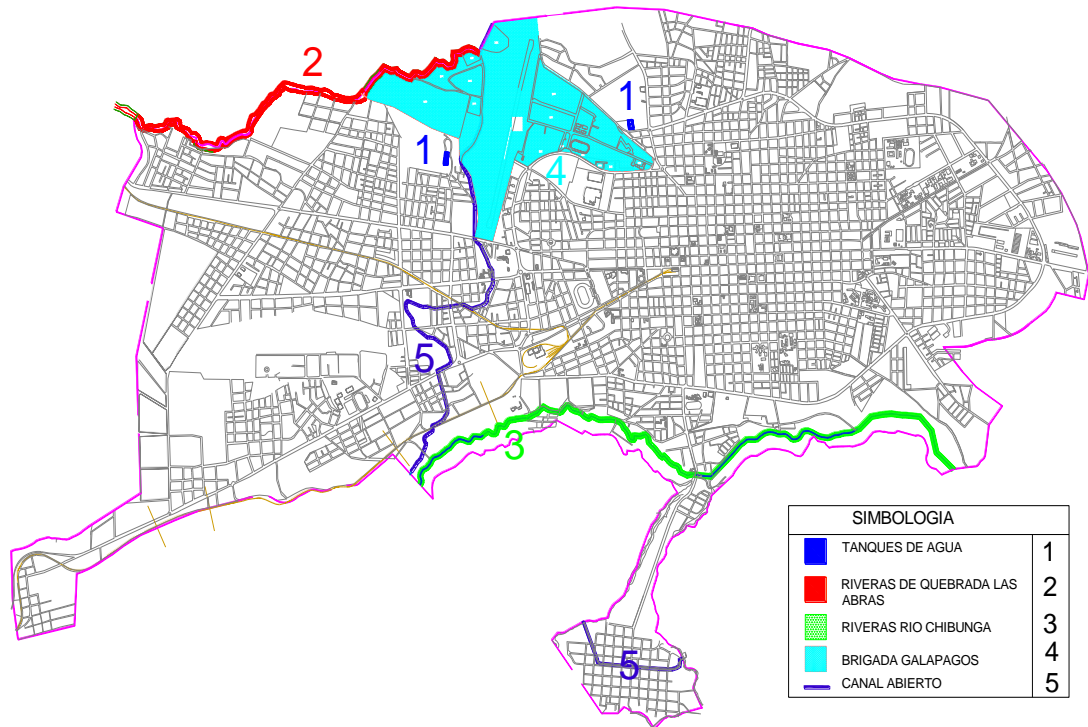 2
1
1
4
5
3
5
SIMBOLOGIA
TANQUES DE AGUA 1
RIVERAS DE QUEBRADA LAS
ABRAS 2
RIVERAS RIO CHIBUNGA 3
BRIGADA GALAPAGOS 4
CANAL ABIERTO 5